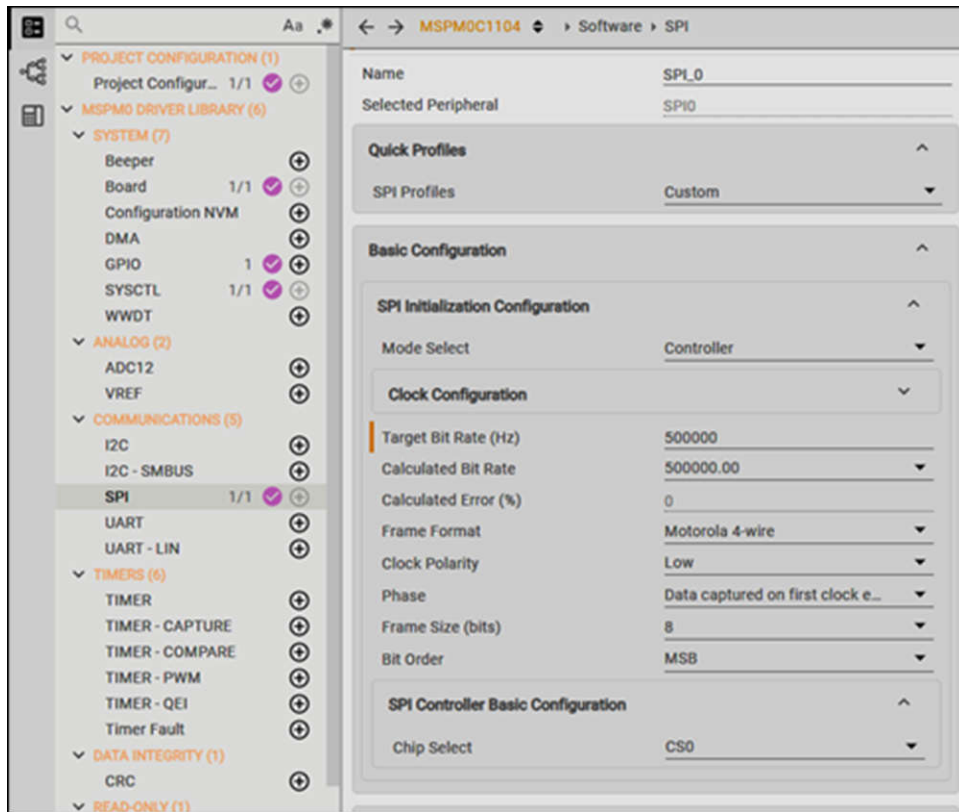 Aa .*
PROJECT CONFIGURATION (1)
Project Configur... 1/1
MSPM0 DRIVER LIBRARY (6)
SYSTEM (7)
Beeper
Board 1/1
Configuration NVM
DMA
GPIO 1
SYSCTL 1/1
WWDT
ANALOG (2)
ADC12
VREF
COMMUNICATIONS (5)
I2C
I2C - SMBUS
SPI 1/1
UART
UART - LIN
TIMERS (6)
TIMER
TIMER - CAPTURE
TIMER - COMPARE
TIMER - PWM
TIMER - QEI
Timer Fault
DATA INTEGRITY (1)
CRC
READ-ONLY (1)
MSPM0C1104 Software SPI
Name SPI_0
Selected Peripheral SPI0
Quick Profiles
SPI Profiles Custom
Basic Configuration
SPI Initialization Configuration
Mode Select Controller
Clock Configuration
Target Bit Rate (Hz) 500000
Calculated Bit Rate 500000.00
Calculated Error (%) 0
Frame Format Motorola 4-wire
Clock Polarity Low
Phase Data captured on first clock e...
Frame Size (bits) 8
Bit Order MSB
SPI Controller Basic Configuration
Chip Select CS0